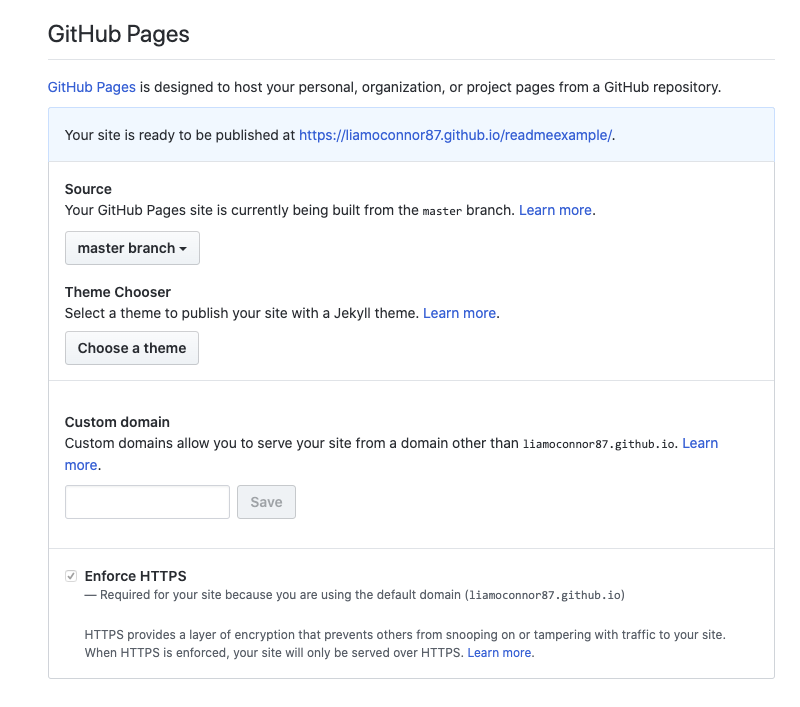 GitHub Pages
GitHub Pages is designed to host your personal, organization, or project pages from a GitHub repository.
Your site is ready to be published at https://liamoconnor87.github.io/readmeexample/.
Source
Your GitHub Pages site is currently being built from the master branch. Learn more.
master branch
Theme Chooser
Select a theme to publish your site with a Jekyll theme. Learn more.
Choose a theme
Custom domain
Custom domains allow you to serve your site from a domain other than liamoconnor87.github.io. Learn
more.
Save
Enforce HTTPS
— Required for your site because you are using the default domain (liamoconnor87.github.io)
HTTPS provides a layer of encryption that prevents others from snooping on or tampering with traffic to your site.
When HTTPS is enforced, your site will only be served over HTTPS. Learn more.